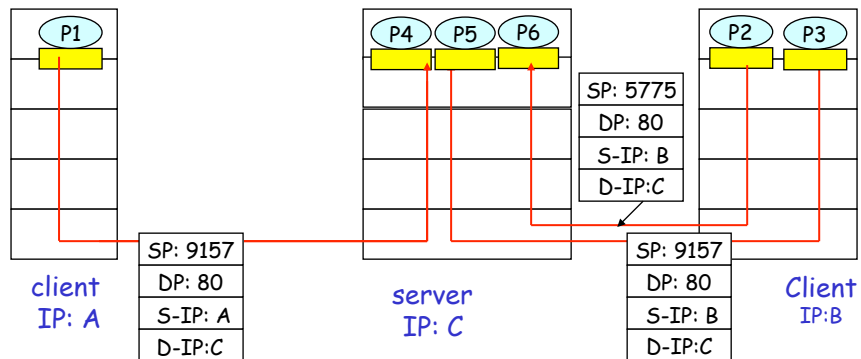 P1
P4
P5
P6
P2
P3
SP: 5775
DP: 80
S-IP: B
D-IP:C
SP: 9157
DP: 80
S-IP: A
D-IP:C
SP: 9157
DP: 80
S-IP: B
D-IP:C
client
IP: A
server
IP: C
Client
IP:B